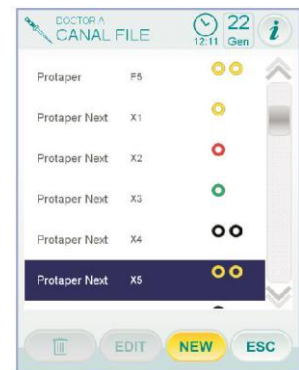 DOCTOR A
CANAL FILE
12:11
22
Gen
i
Protaper F5
Protaper Next X1
Protaper Next X2
Protaper Next X3
Protaper Next X4
Protaper Next X5
EDIT
NEW
ESC